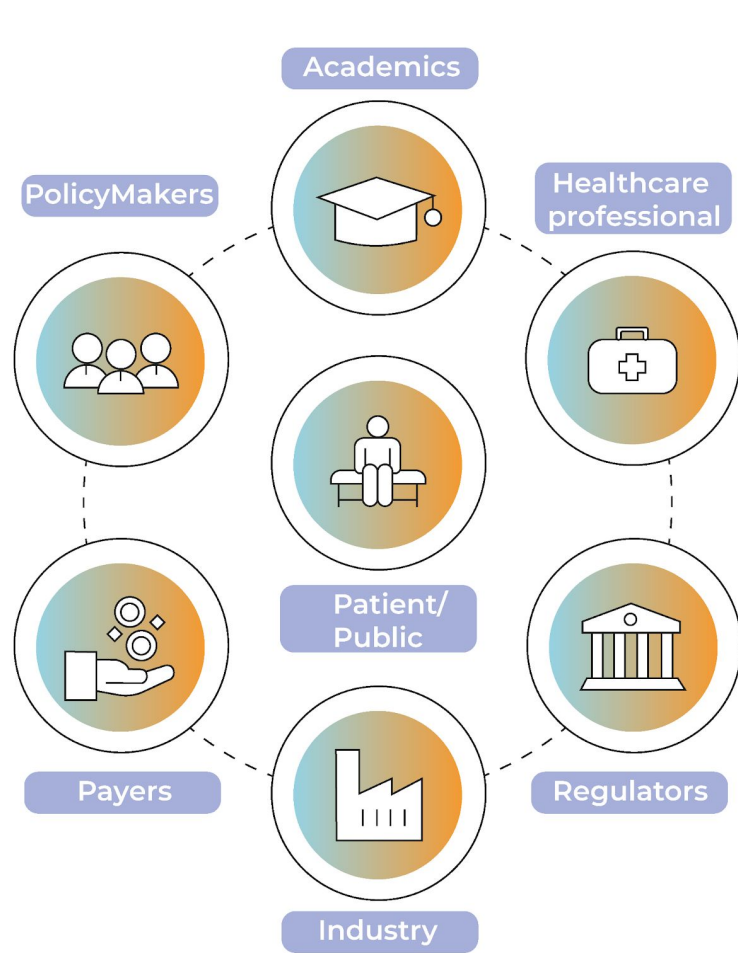 Academics
PolicyMakers
Healthcare
professional
Patient/
Public
Payers
Regulators
Industry